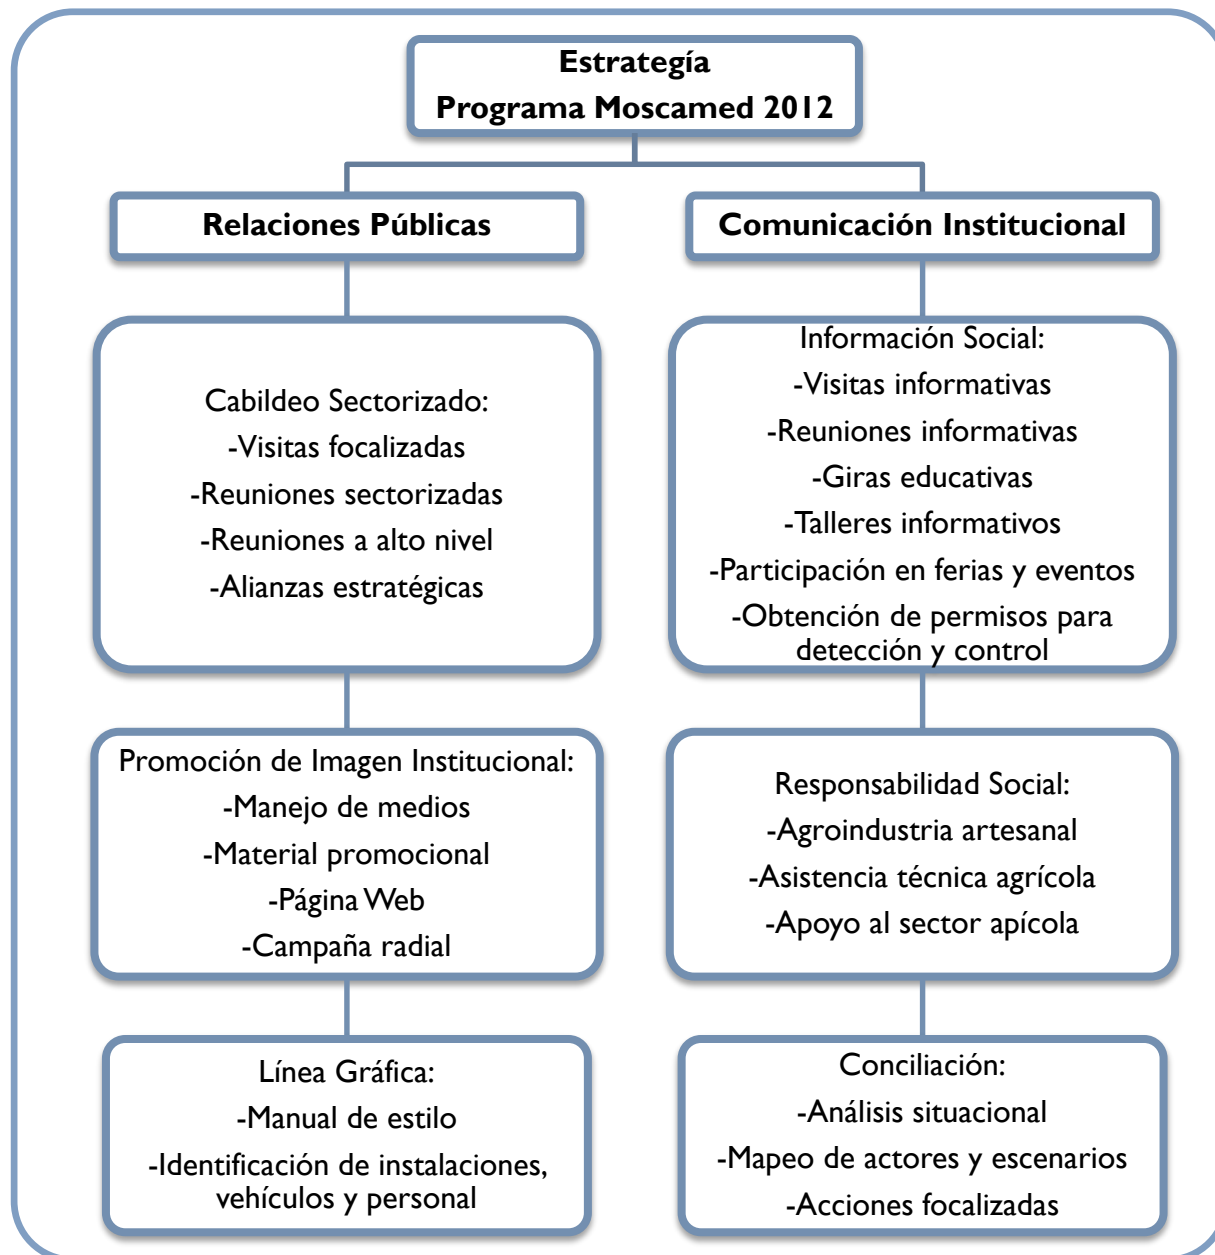 Estrategía
Programa Moscamed 2012
Relaciones Públicas
Cabildeo Sectorizado:
-Visitas focalizadas
-Reuniones sectorizadas
-Reuniones a alto nivel
-Alianzas estratégicas
Promoción de Imagen Institucional:
-Manejo de medios
-Material promocional
-Página Web
-Campaña radial
Línea Gráfica:
-Manual de estilo
-Identificación de instalaciones,
vehículos y personal
Comunicación Institucional
Información Social:
-Visitas informativas
-Reuniones informativas
-Giras educativas
-Talleres informativos
-Participación en ferias y eventos
-Obtención de permisos para
detección y control
Responsabilidad Social:
-Agroindustria artesanal
-Asistencia técnica agrícola
-Apoyo al sector apícola
Conciliación:
-Análisis situacional
-Mapeo de actores y escenarios
-Acciones focalizadas